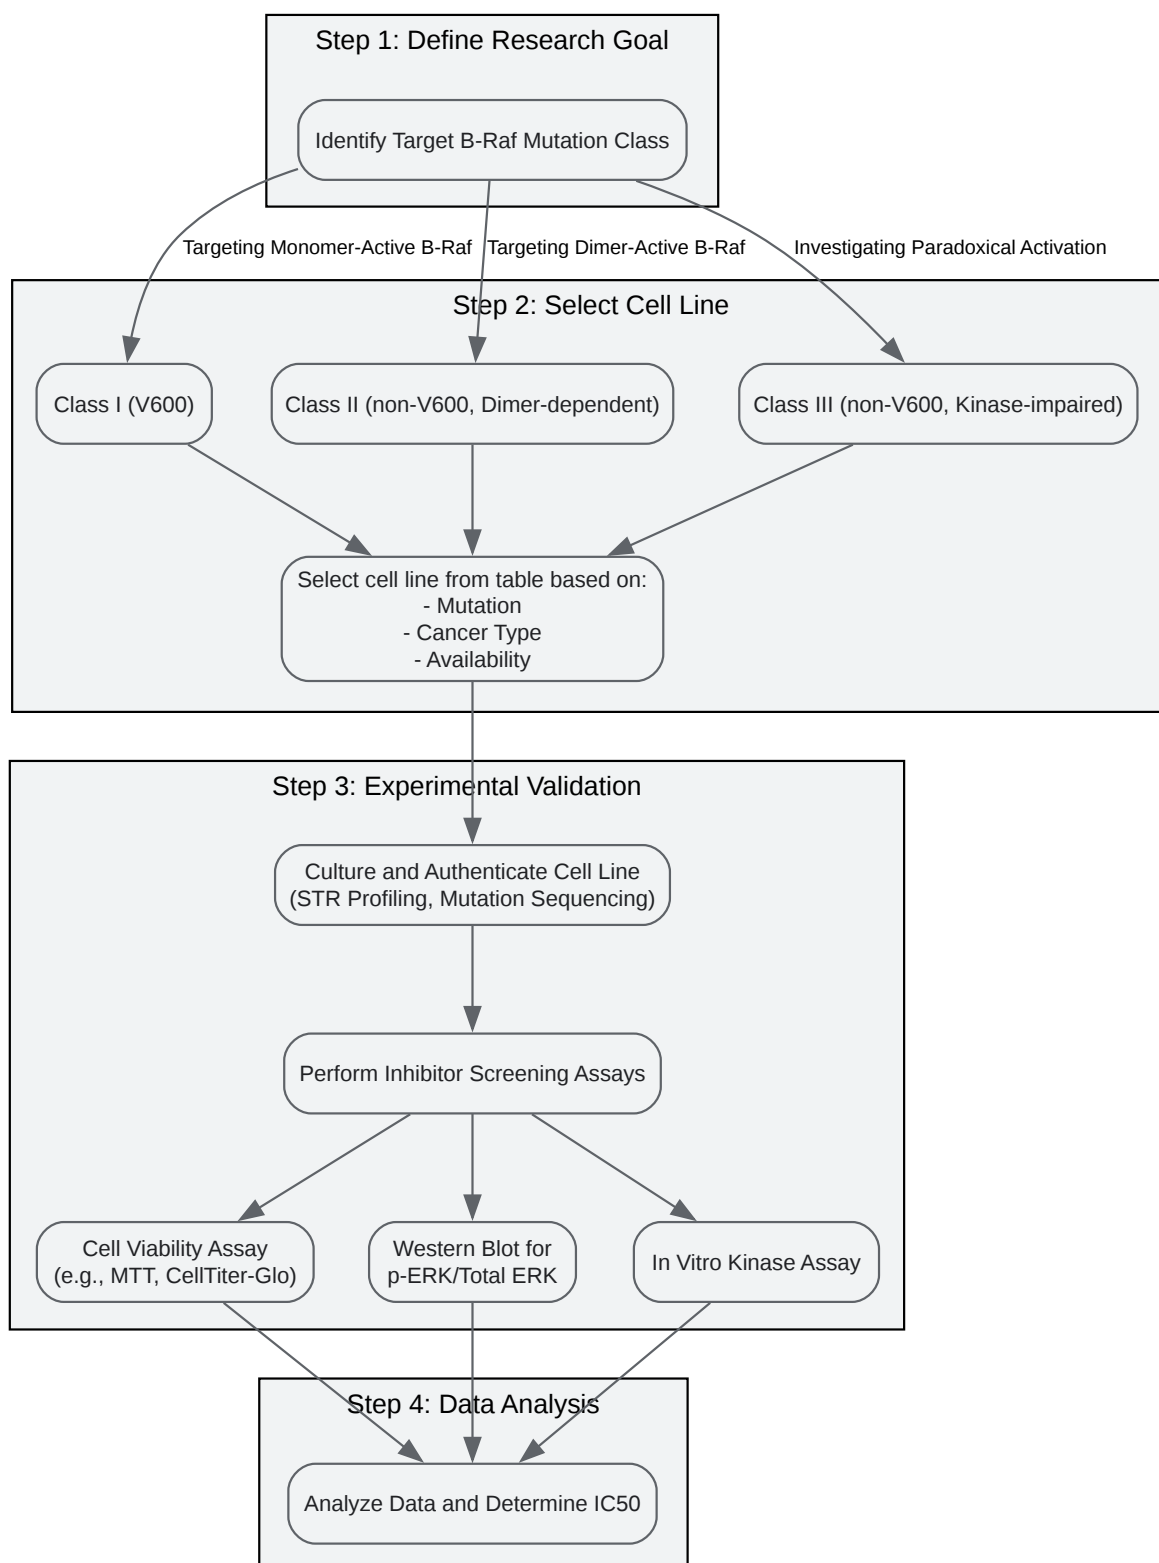 Step 1: Define Research Goal
Identify Target B-Raf Mutation Class
Targeting Monomer-Active B-Raf
Targeting Dimer-Active B-Raf
Investigating Paradoxical Activation
Step 2: Select Cell Line
Class I (V600)
Class II (non-V600, Dimer-dependent)
Class III (non-V600, Kinase-impaired)
Select cell line from table based on:
- Mutation
- Cancer Type
- Availability
Step 3: Experimental Validation
Culture and Authenticate Cell Line
(STR Profiling, Mutation Sequencing)
Perform Inhibitor Screening Assays
Cell Viability Assay
(e.g., MTT, CellTiter-Glo)
Western Blot for
p-ERK/Total ERK
In Vitro Kinase Assay
Step 4: Data Analysis
Analyze Data and Determine IC50